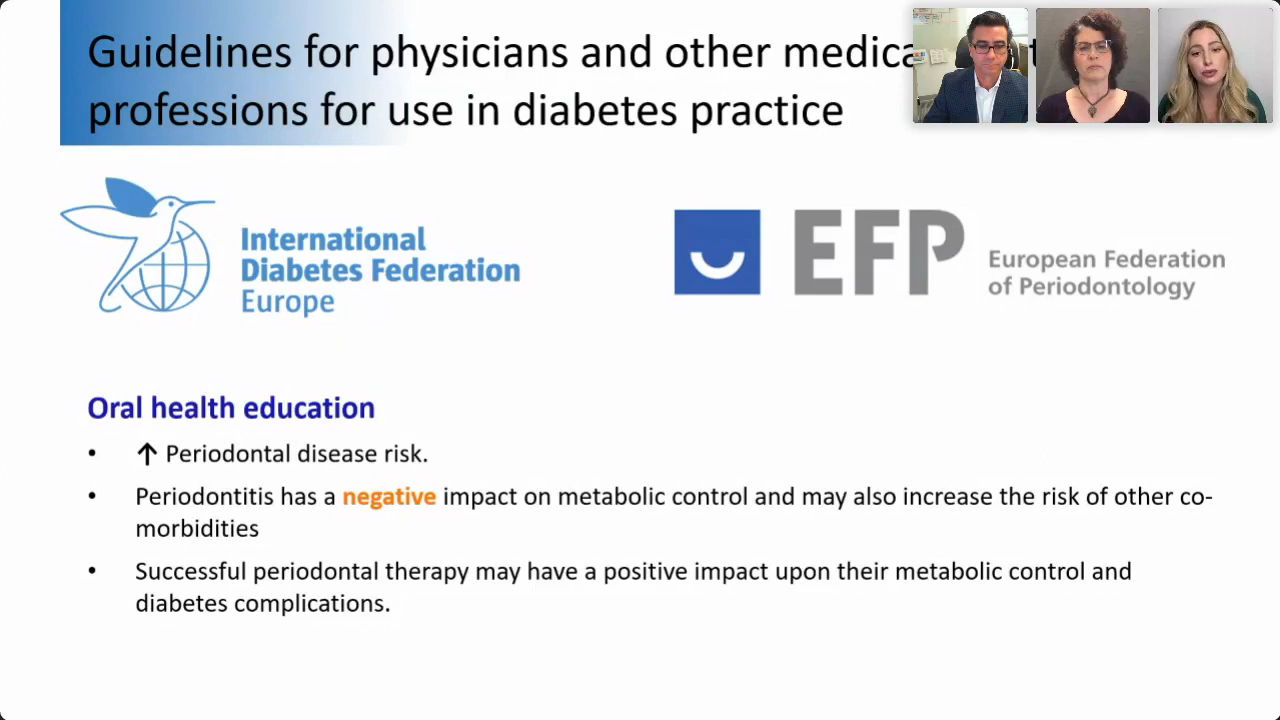 Guidelines for physicians and other medica
professions for use in diabetes practice
International
Diabetes Federation
Europe
EFP
European Federation
of Periodontology
Oral health education
• ↑ Periodontal disease risk.
• Periodontitis has a negative impact on metabolic control and may also increase the risk of other co-
morbidities
• Successful periodontal therapy may have a positive impact upon their metabolic control and
diabetes complications.